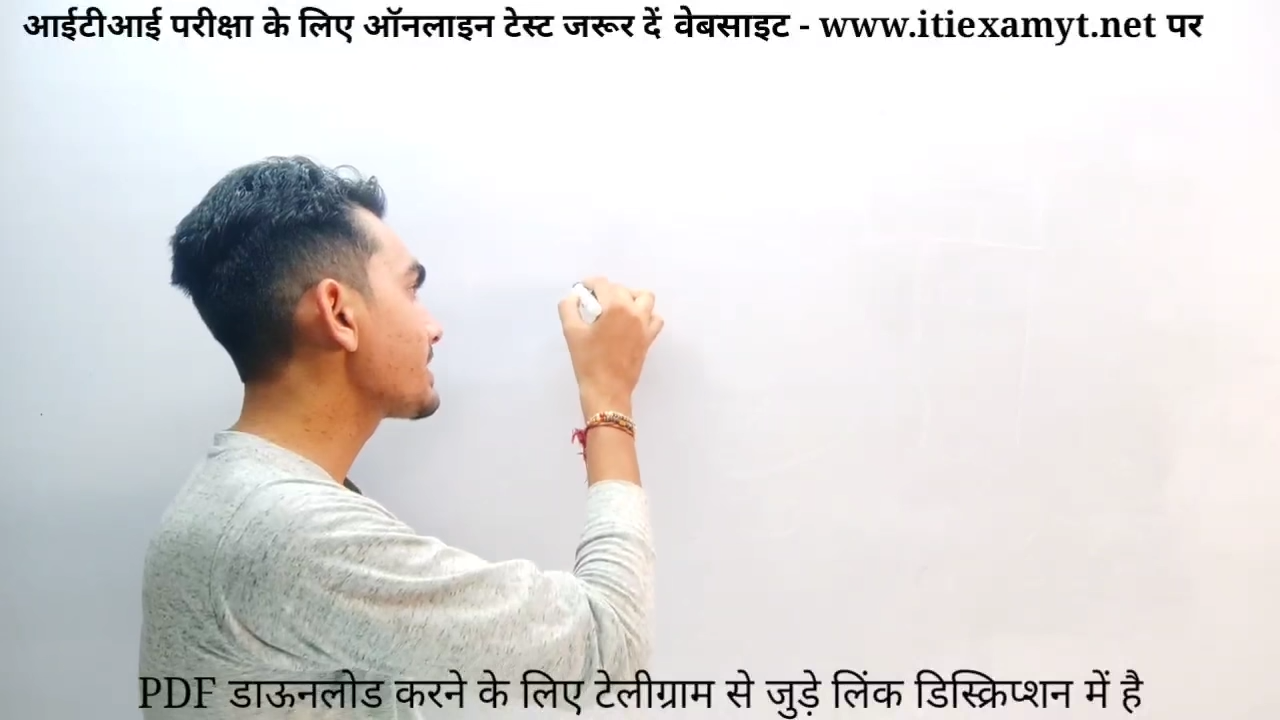 आईटीआई परीक्षा के लिए ऑनलाइन टेस्ट जरूर दें वेबसाइट - www.itiexamyt.net पर
PDF डाऊनलोड करने के लिए टेलीग्राम से जुड़े लिंक डिस्क्रिप्शन में है